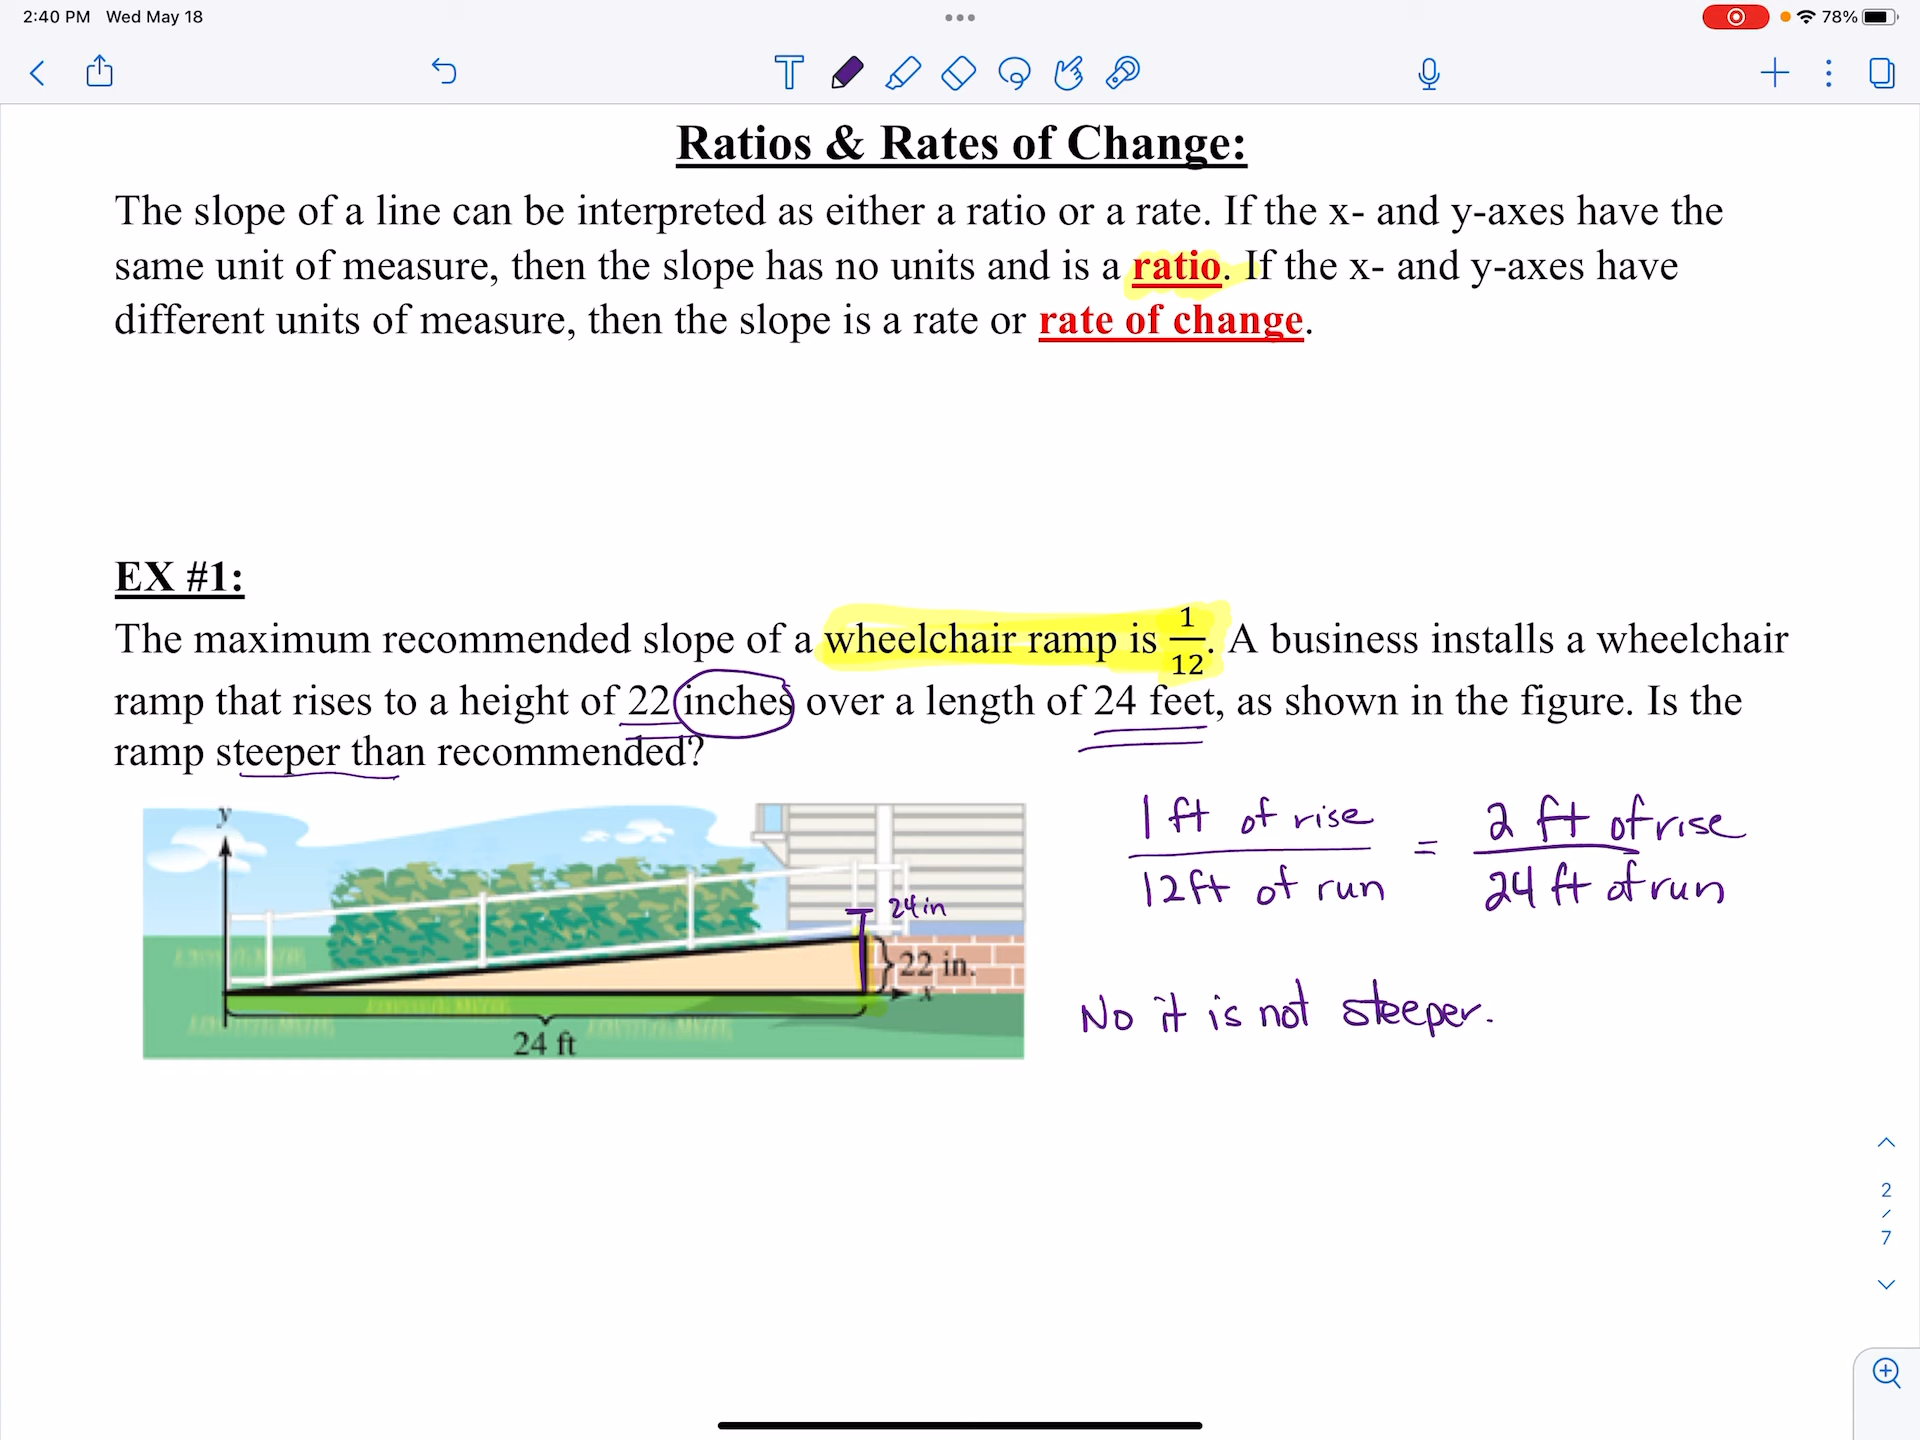 2:40 PM Wed May 18
78%
Ratios & Rates of Change:
The slope of a line can be interpreted as either a ratio or a rate. If the x- and y-axes have the
same unit of measure, then the slope has no units and is a ratio. If the x- and y-axes have
different units of measure, then the slope is a rate or rate of change.
EX #1:
The maximum recommended slope of a wheelchair ramp is 1/12. A business installs a wheelchair
ramp that rises to a height of 22 inches over a length of 24 feet, as shown in the figure. Is the
ramp steeper than recommended?
y
24in
22 in.
x
24 ft
1 ft of rise = 2 ft of rise
12ft of run 24 ft of run
No it is not steeper.
2
/
7